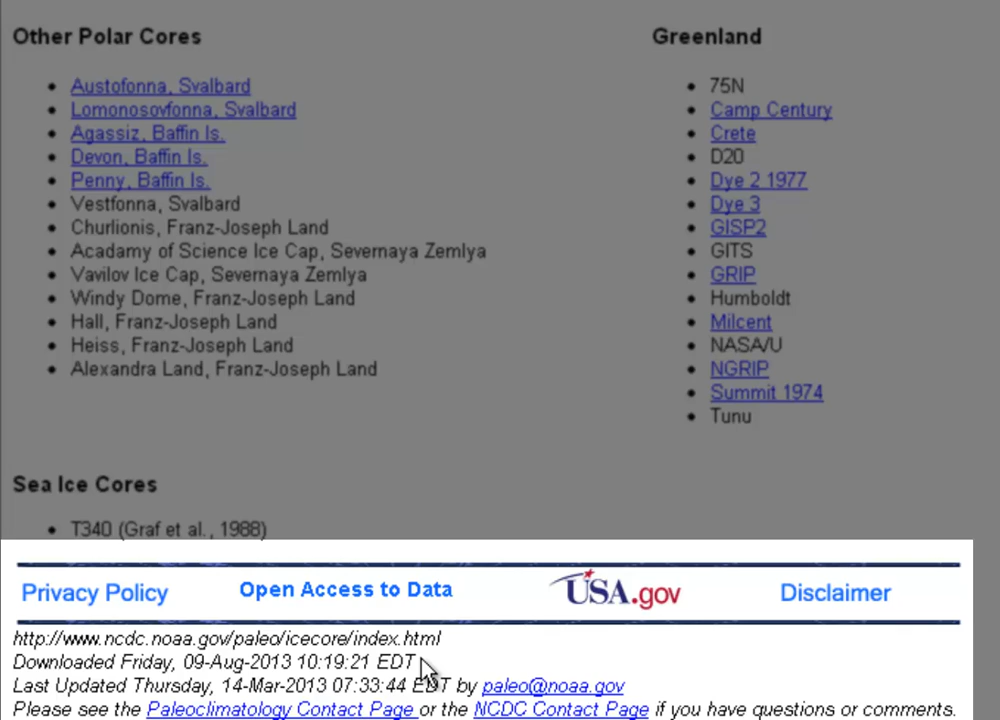 Other Polar Cores
Austofonna, Svalbard
Lomonosovfonna, Svalbard
Agassiz, Baffin Is.
Devon, Baffin Is.
Penny, Baffin Is.
Vestfonna, Svalbard
Churlionis, Franz-Joseph Land
Acadamy of Science Ice Cap, Severnaya Zemlya
Vavilov Ice Cap, Severnaya Zemlya
Windy Dome, Franz-Joseph Land
Hall, Franz-Joseph Land
Heiss, Franz-Joseph Land
Alexandra Land, Franz-Joseph Land
Greenland
75N
Camp Century
Crete
D20
Dye 2 1977
Dye 3
GISP2
GITS
GRIP
Humboldt
Milcent
NASA/U
NGRIP
Summit 1974
Tunu
Sea Ice Cores
T340 (Graf et al., 1988)
Privacy Policy Open Access to Data USA.gov Disclaimer
http://www.ncdc.noaa.gov/paleo/icecore/index.html
Downloaded Friday, 09-Aug-2013 10:19:21 EDT
Last Updated Thursday, 14-Mar-2013 07:33:44 EDT by paleo@noaa.gov
Please see the Paleoclimatology Contact Page or the NCDC Contact Page if you have questions or comments.